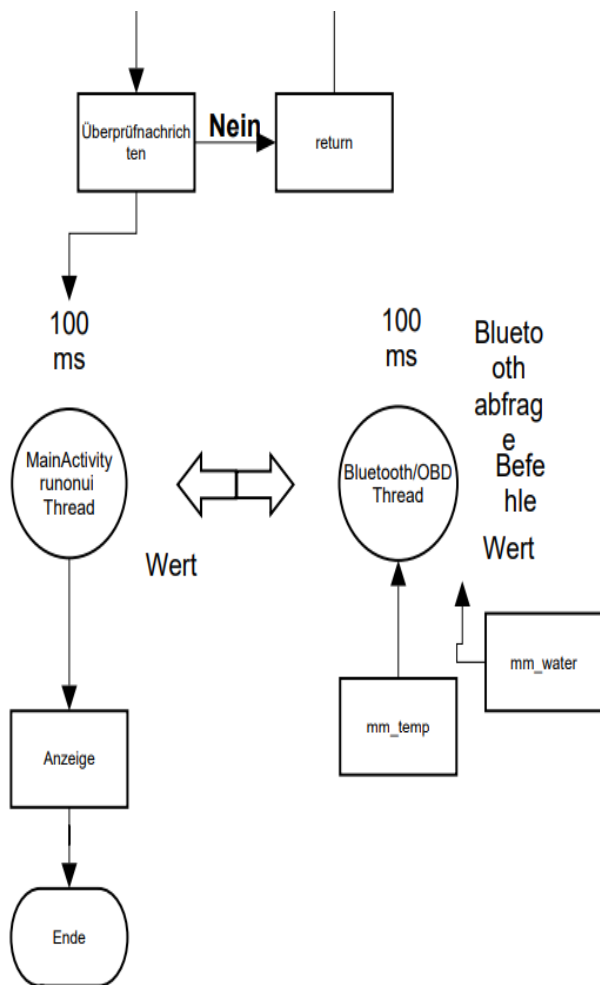 Überprüfnachrich
ten
Nein
return
100
ms
100
ms
Blueto
oth
abfrag
e
Befe
hle
MainActivity
runonui
Thread
Bluetooth/OBD
Thread
Wert
Wert
mm_water
mm_temp
Anzeige
Ende